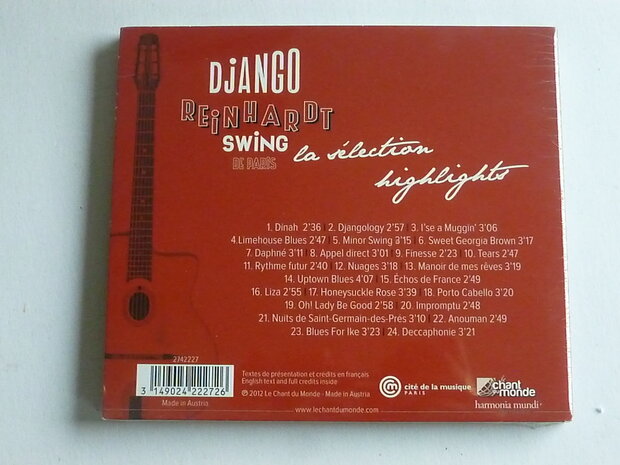 DJANGO
REINHARDT
SWING
DE PARIS
la sélection
highlights
1. Dinah 2'36 | 2. Djangology 2'57 | 3. I'se a Muggin' 3'06
4.Limehouse Blues 2'47 | 5. Minor Swing 3'15 | 6. Sweet Georgia Brown 3'17
7. Daphné 3'11 | 8. Appel direct 3'01 | 9. Finesse 2'23 | 10. Tears 2'47
11. Rythme futur 2'40 | 12. Nuages 3'18 | 13. Manoir de mes rêves 3'19
14. Uptown Blues 4'07 | 15. Échos de France 2'49
16. Liza 2'55 | 17. Honeysuckle Rose 3'39 | 18. Porto Cabello 3'20
19. Oh! Lady Be Good 2'58 | 20. Impromptu 2'48
21. Nuits de Saint-Germain-des-Prés 3'10 | 22. Anouman 2'49
23. Blues For Ike 3'23 | 24. Deccaphonie 3'21
2742227
3 149024 222726
Made in Austria
Textes de présentation et credits en français
English text and full credits inside
℗ 2012 Le Chant du Monde · Made in Austria
www.lechantdumonde.com
m
cité de la musique
PARIS
chant
du monde
harmonia mundi